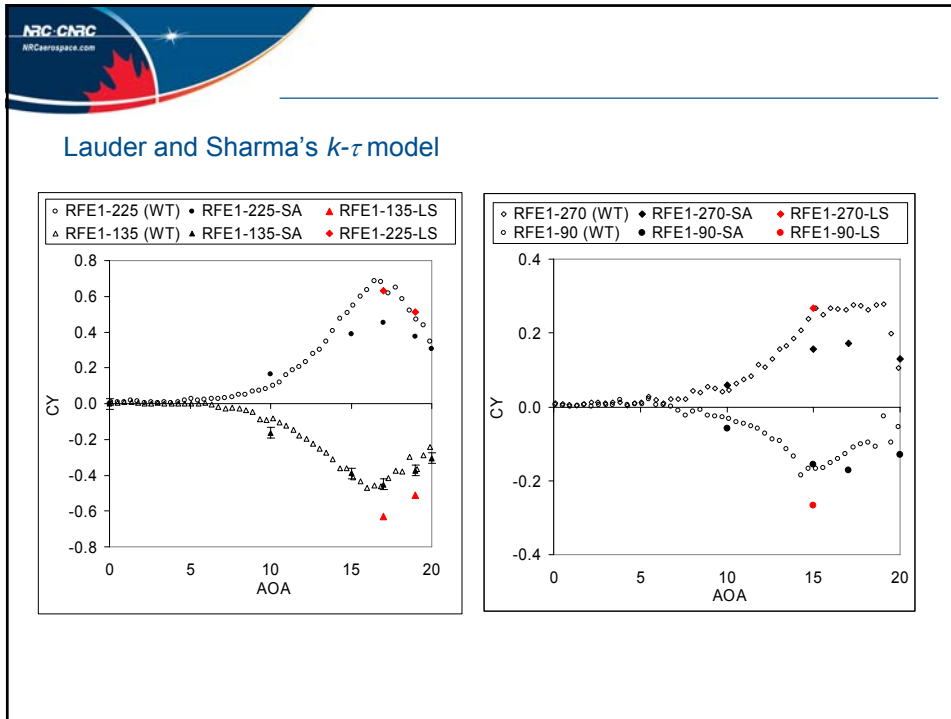 NRC·CNRC
NRCaerospace.com
Lauder and Sharma's k-τ model
RFE1-225 (WT) RFE1-225-SA RFE1-135-LS
RFE1-135 (WT) RFE1-135-SA RFE1-225-LS
0.8
0.6
0.4
0.2
0.0
-0.2
-0.4
-0.6
-0.8
CY
0 5 10 15 20
AOA
RFE1-270 (WT) RFE1-270-SA RFE1-270-LS
RFE1-90 (WT) RFE1-90-SA RFE1-90-LS
0.4
0.2
0.0
-0.2
-0.4
CY
0 5 10 15 20
AOA